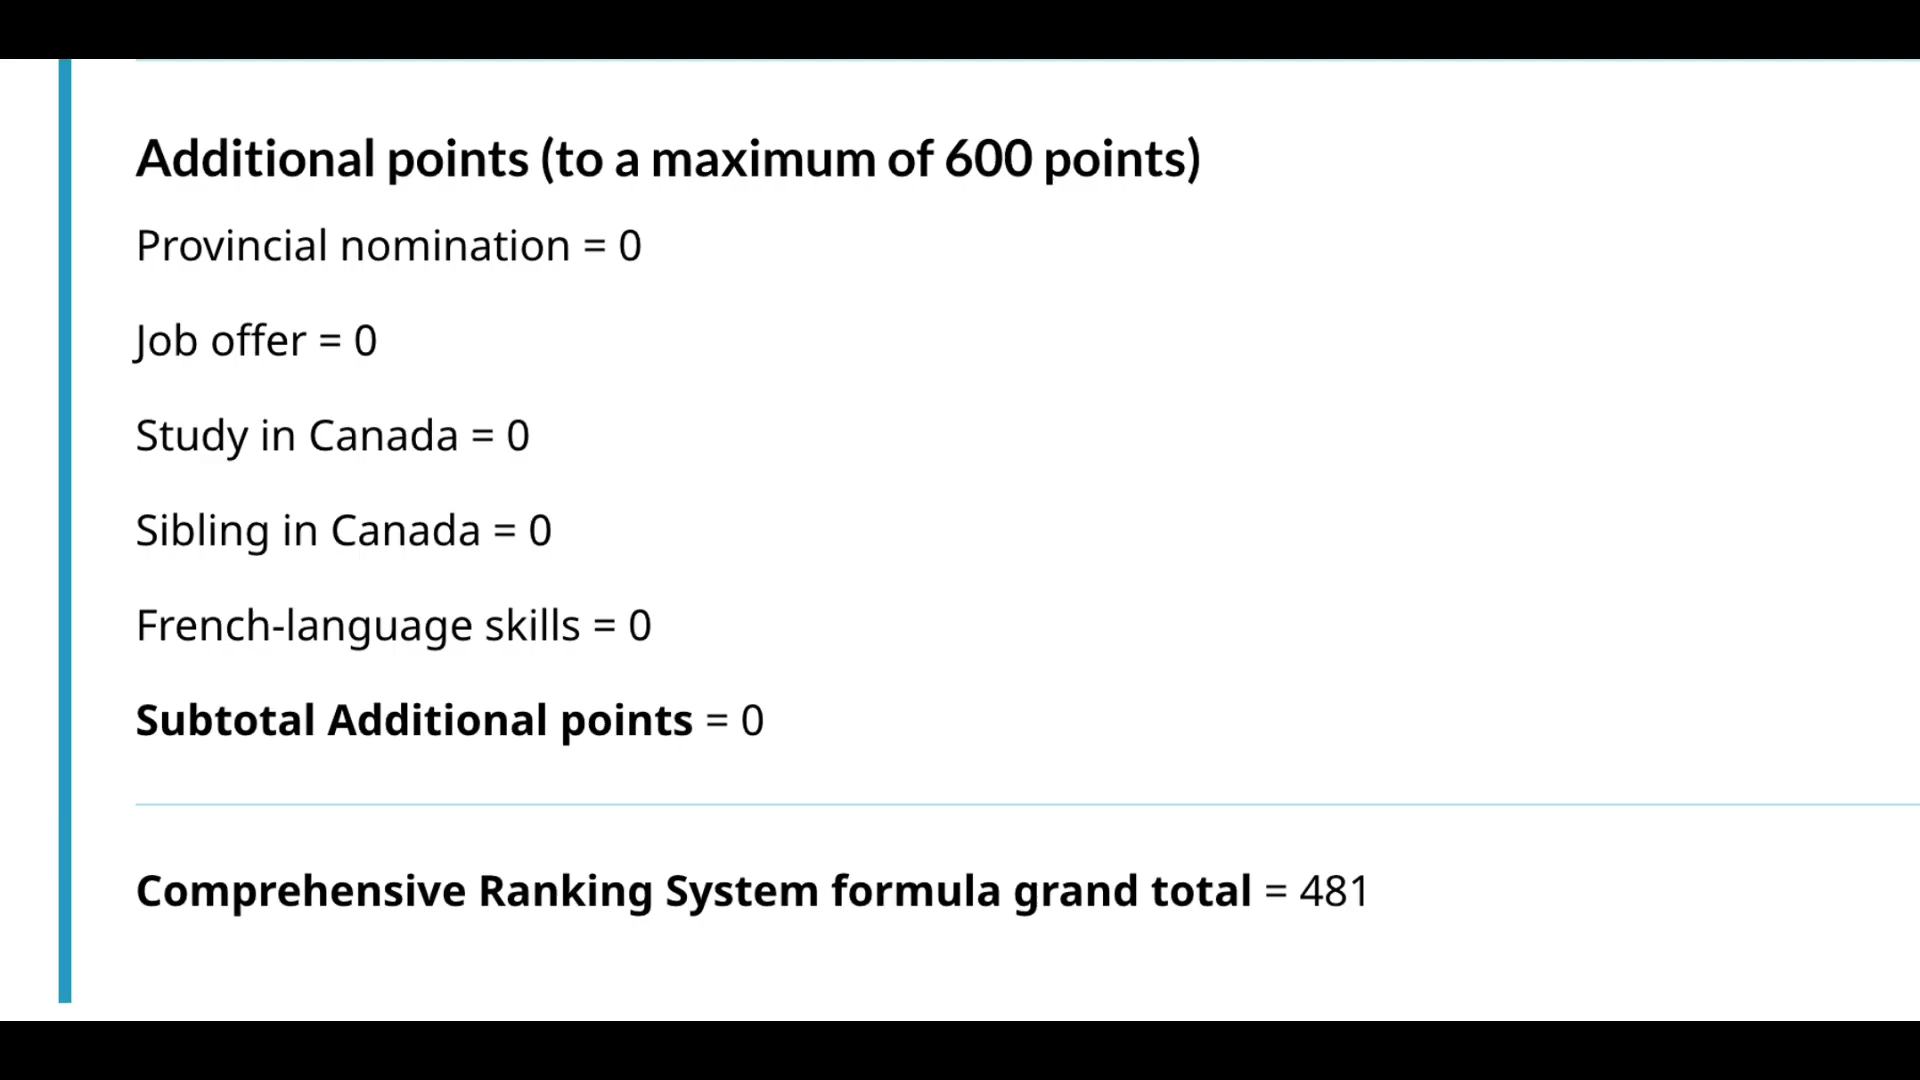 Additional points (to a maximum of 600 points)
Provincial nomination = 0
Job offer = 0
Study in Canada = 0
Sibling in Canada = 0
French-language skills = 0
Subtotal Additional points = 0
Comprehensive Ranking System formula grand total = 481